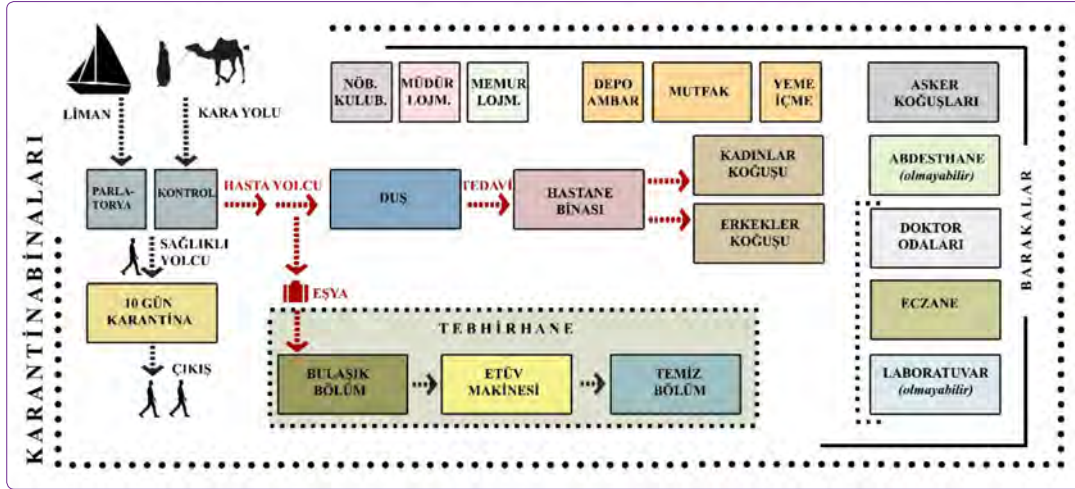 KARANTİNA BİNALARI
LİMAN
KARA YOLU
NÖB.
KULUB.
MÜDÜR
LOJM.
MEMUR
LOJM.
DEPO
AMBAR
MUTFAK
YEME
İÇME
ASKER
KOĞUŞLARI
PARLA-
TORYA
KONTROL
HASTA YOLCU
DUŞ
TEDAVİ
HASTANE
BİNASI
KADINLAR
KOĞUŞU
ERKEKLER
KOĞUŞU
ABDESTHANE
(olmayabilir)
DOKTOR
ODALARI
ECZANE
LABORATUVAR
(olmayabilir)
BARAKALAR
SAĞLIKLI
YOLCU
10 GÜN
KARANTİNA
ÇIKIŞ
EŞYA
TEBHİRHANE
BULAŞIK
BÖLÜM
ETÜV
MAKİNESİ
TEMİZ
BÖLÜM